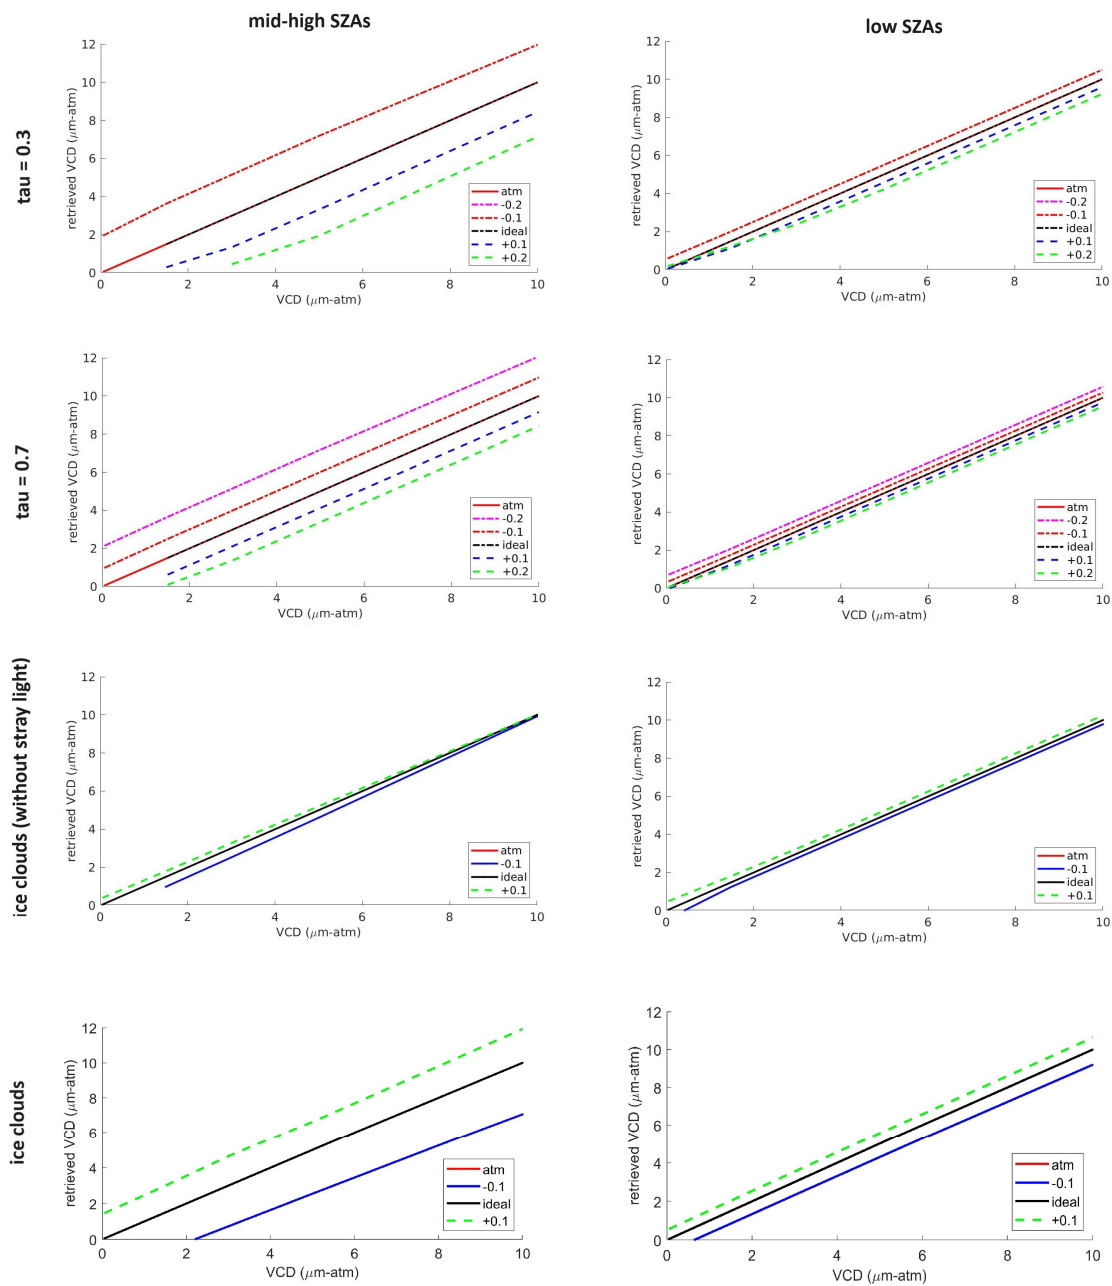 mid-high SZAs
low SZAs
tau = 0.3
retrieved VCD (μm-atm)
12
10
8
6
4
2
0
0 2 4 6 8 10
VCD (μm-atm)
atm
-0.2
-0.1
ideal
+0.1
+0.2
retrieved VCD (μm-atm)
12
10
8
6
4
2
0
0 2 4 6 8 10
VCD (μm-atm)
atm
-0.2
-0.1
ideal
+0.1
+0.2
tau = 0.7
retrieved VCD (μm-atm)
12
10
8
6
4
2
0
0 2 4 6 8 10
VCD (μm-atm)
atm
-0.2
-0.1
ideal
+0.1
+0.2
retrieved VCD (μm-atm)
12
10
8
6
4
2
0
0 2 4 6 8 10
VCD (μm-atm)
atm
-0.2
-0.1
ideal
+0.1
+0.2
ice clouds (without stray light)
retrieved VCD (μm-atm)
12
10
8
6
4
2
0
0 2 4 6 8 10
VCD (μm-atm)
atm
-0.1
ideal
+0.1
retrieved VCD (μm-atm)
12
10
8
6
4
2
0
0 2 4 6 8 10
VCD (μm-atm)
atm
-0.1
ideal
+0.1
ice clouds
retrieved VCD (μm-atm)
12
10
8
6
4
2
0
0 2 4 6 8 10
VCD (μm-atm)
atm
-0.1
ideal
+0.1
retrieved VCD (μm-atm)
12
10
8
6
4
2
0
0 2 4 6 8 10
VCD (μm-atm)
atm
-0.1
ideal
+0.1